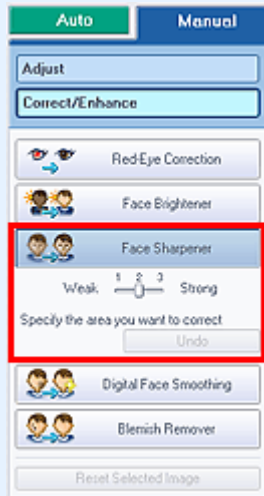 Auto Manual
Adjust
Correct/Enhance
Red-Eye Correction
Face Brightener
Face Sharpener
1 2 3
Weak Strong
Specify the area you want to correct
Undo
Digital Face Smoothing
Blemish Remover
Reset Selected Image